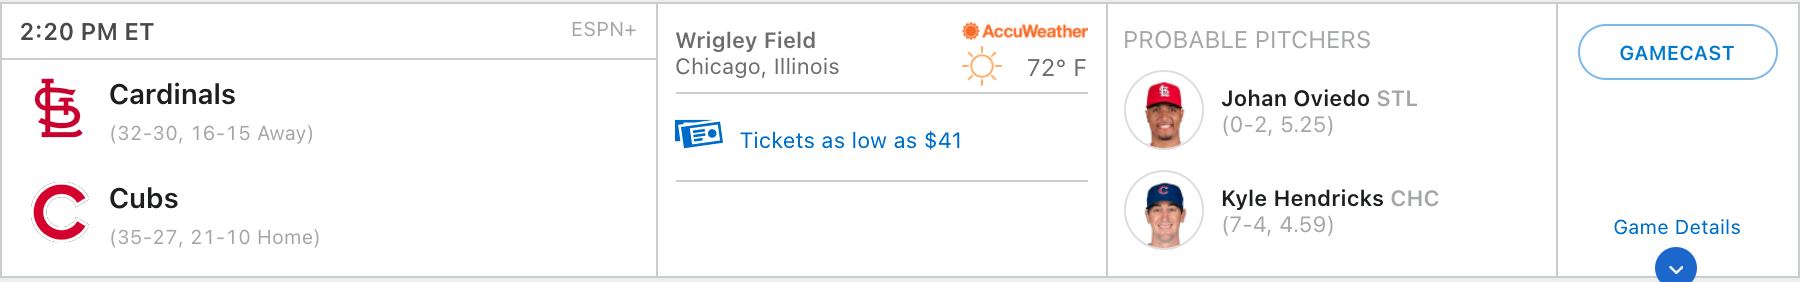 2:20 PM ET
ESPN+
Cardinals
(32-30, 16-15 Away)
Cubs
(35-27, 21-10 Home)
Wrigley Field
Chicago, Illinois
AccuWeather
72° F
Tickets as low as $41
PROBABLE PITCHERS
Johan Oviedo STL
(0-2, 5.25)
Kyle Hendricks CHC
(7-4, 4.59)
GAMECAST
Game Details